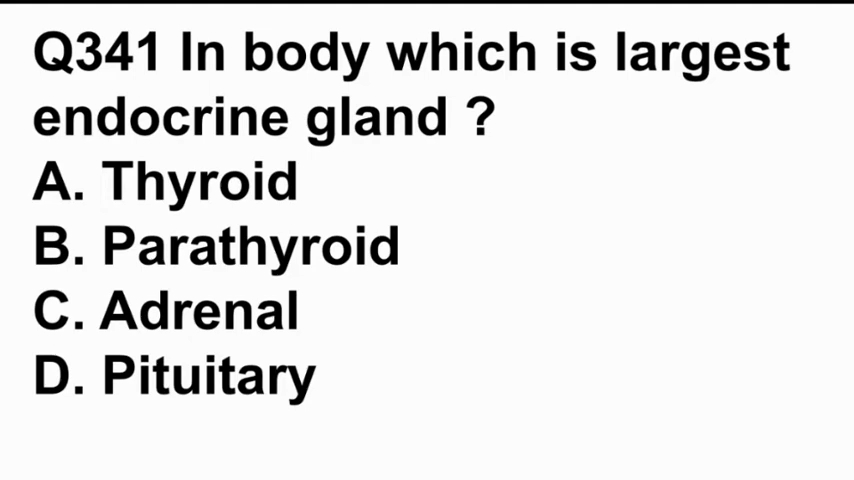 Q341 In body which is largest
endocrine gland ?
A. Thyroid
B. Parathyroid
C. Adrenal
D. Pituitary